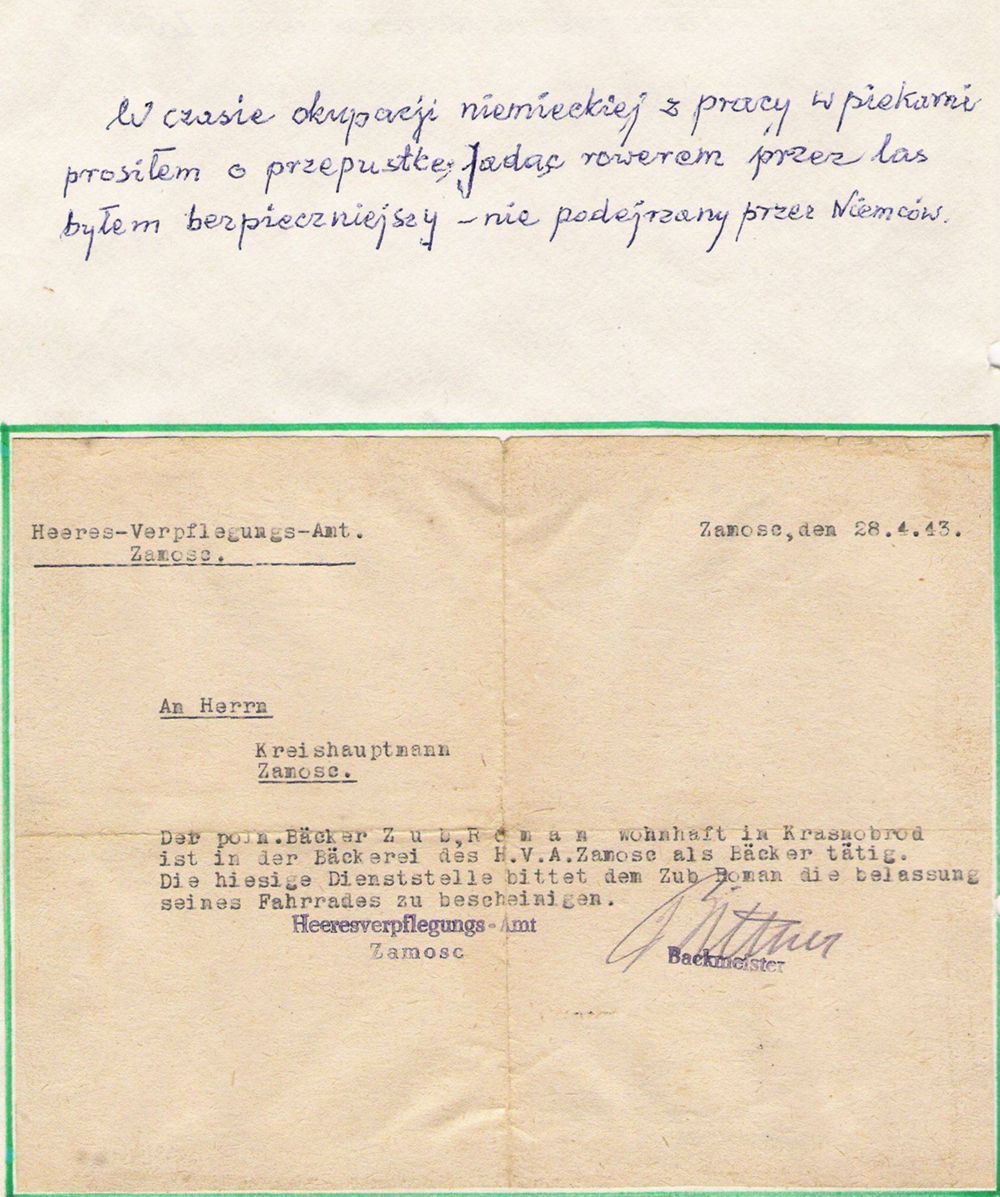 W czasie okupacji niemieckiej z pracy w piekarni
prosiłem o przepustkę; Jadąc rowerem przez las
byłem bezpieczniejszy – nie podejrzany przez Niemców.
Heeres-Verpflegungs-Amt.
Zamosc.
Zamosc,den 28.4.43.
An Herrn
Kreishauptmann
Zamosc.
Der poln.Bäcker Z u b,R o m a n wohnhaft in Krasnobrod
ist in der Bäckerei des H.V.A.Zamosc als Bäcker tätig.
Die hiesige Dienststelle bittet dem Zub Roman die belassung
seines Fahrrades zu bescheinigen.
Heeresverpflegungs-Amt
Zamosc
Bittner
Backmeister